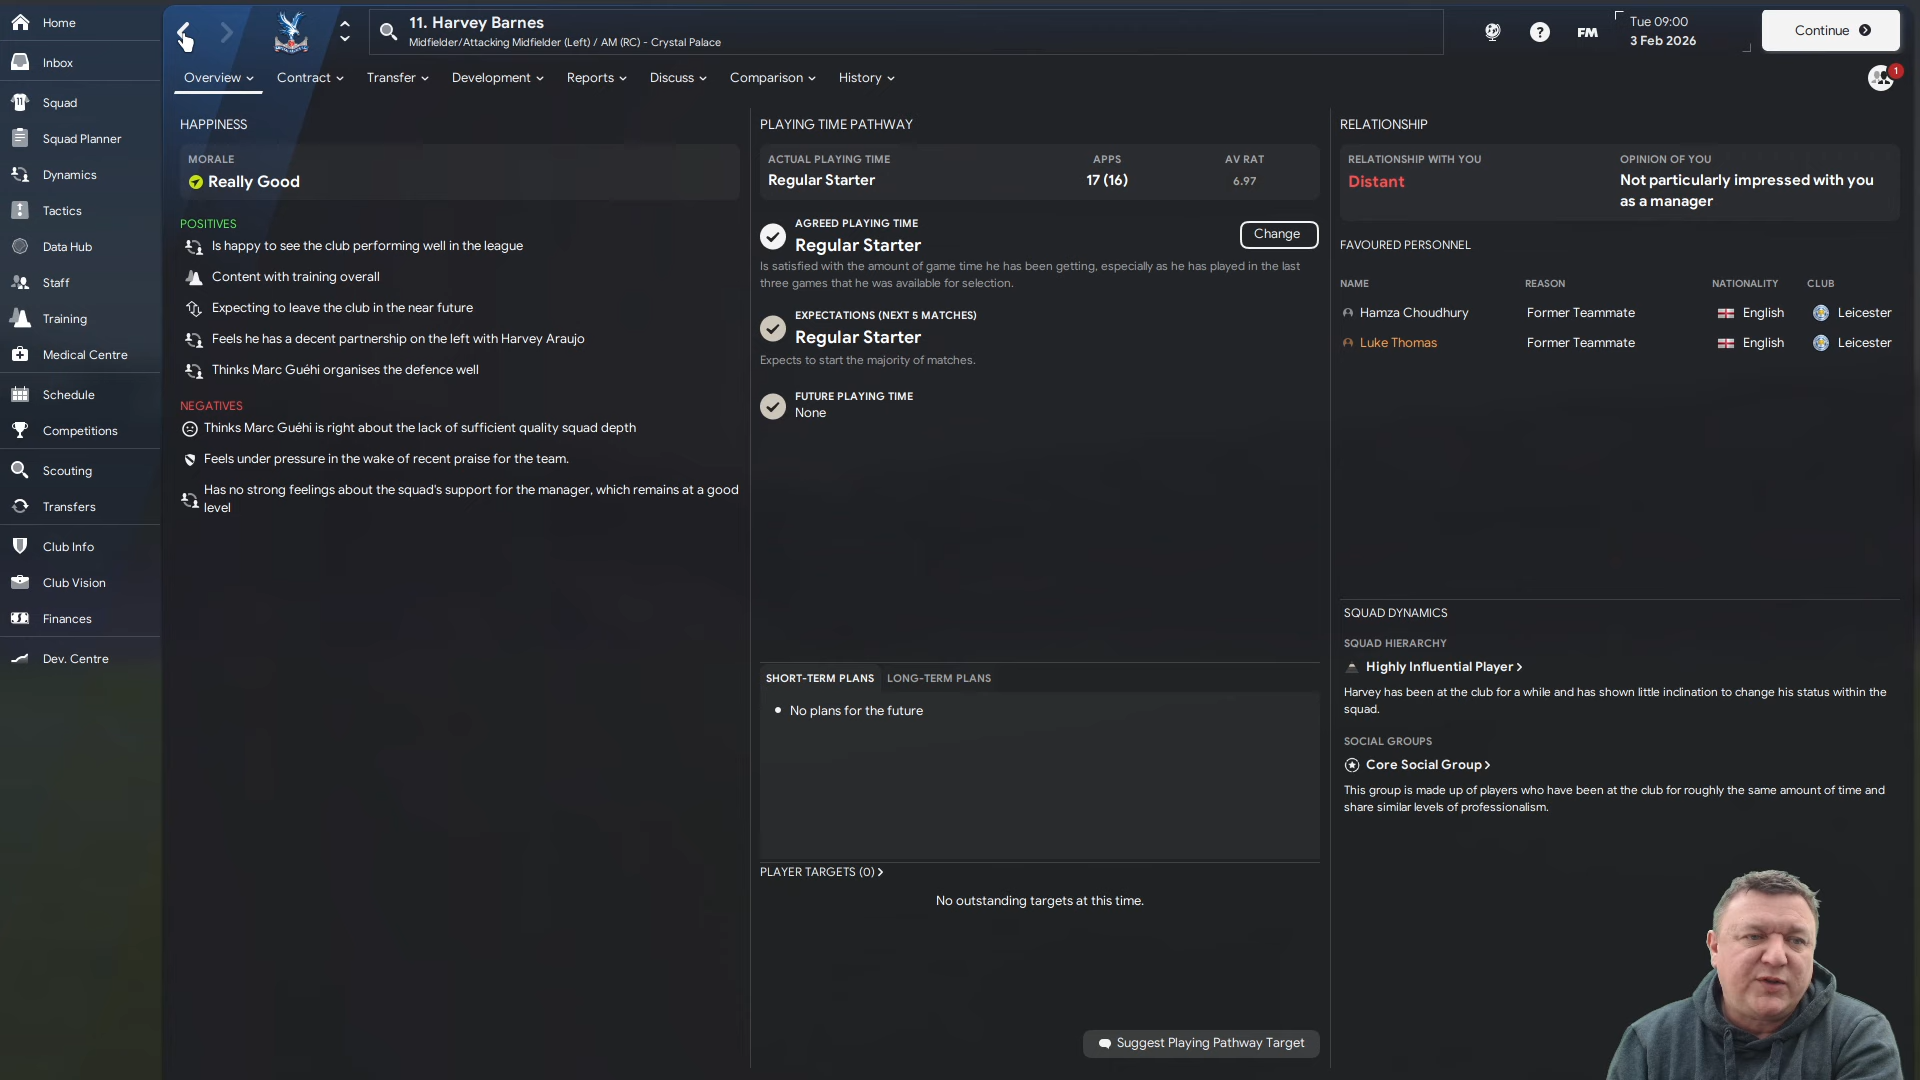 Home
Inbox
Squad
Squad Planner
Dynamics
Tactics
Data Hub
Staff
Training
Medical Centre
Schedule
Competitions
Scouting
Transfers
Club Info
Club Vision
Finances
Dev. Centre
11. Harvey Barnes
Midfielder/Attacking Midfielder (Left) / AM (RC) - Crystal Palace
?
FM
Tue 09:00
3 Feb 2026
Continue
Overview
Contract
Transfer
Development
Reports
Discuss
Comparison
History
1
HAPPINESS
MORALE
Really Good
POSITIVES
Is happy to see the club performing well in the league
Content with training overall
Expecting to leave the club in the near future
Feels he has a decent partnership on the left with Harvey Araujo
Thinks Marc Guéhi organises the defence well
NEGATIVES
Thinks Marc Guéhi is right about the lack of sufficient quality squad depth
Feels under pressure in the wake of recent praise for the team.
Has no strong feelings about the squad's support for the manager, which remains at a good
level
PLAYING TIME PATHWAY
ACTUAL PLAYING TIME APPS AV RAT
Regular Starter 17 (16) 6.97
AGREED PLAYING TIME
Regular Starter
Change
Is satisfied with the amount of game time he has been getting, especially as he has played in the last
three games that he was available for selection.
EXPECTATIONS (NEXT 5 MATCHES)
Regular Starter
Expects to start the majority of matches.
FUTURE PLAYING TIME
None
SHORT-TERM PLANS LONG-TERM PLANS
• No plans for the future
PLAYER TARGETS (0)
No outstanding targets at this time.
Suggest Playing Pathway Target
RELATIONSHIP
RELATIONSHIP WITH YOU OPINION OF YOU
Distant
Not particularly impressed with you
as a manager
FAVOURED PERSONNEL
NAME REASON NATIONALITY CLUB
Hamza Choudhury Former Teammate English Leicester
Luke Thomas Former Teammate English Leicester
SQUAD DYNAMICS
SQUAD HIERARCHY
Highly Influential Player
Harvey has been at the club for a while and has shown little inclination to change his status within the
squad.
SOCIAL GROUPS
Core Social Group
This group is made up of players who have been at the club for roughly the same amount of time and
share similar levels of professionalism.